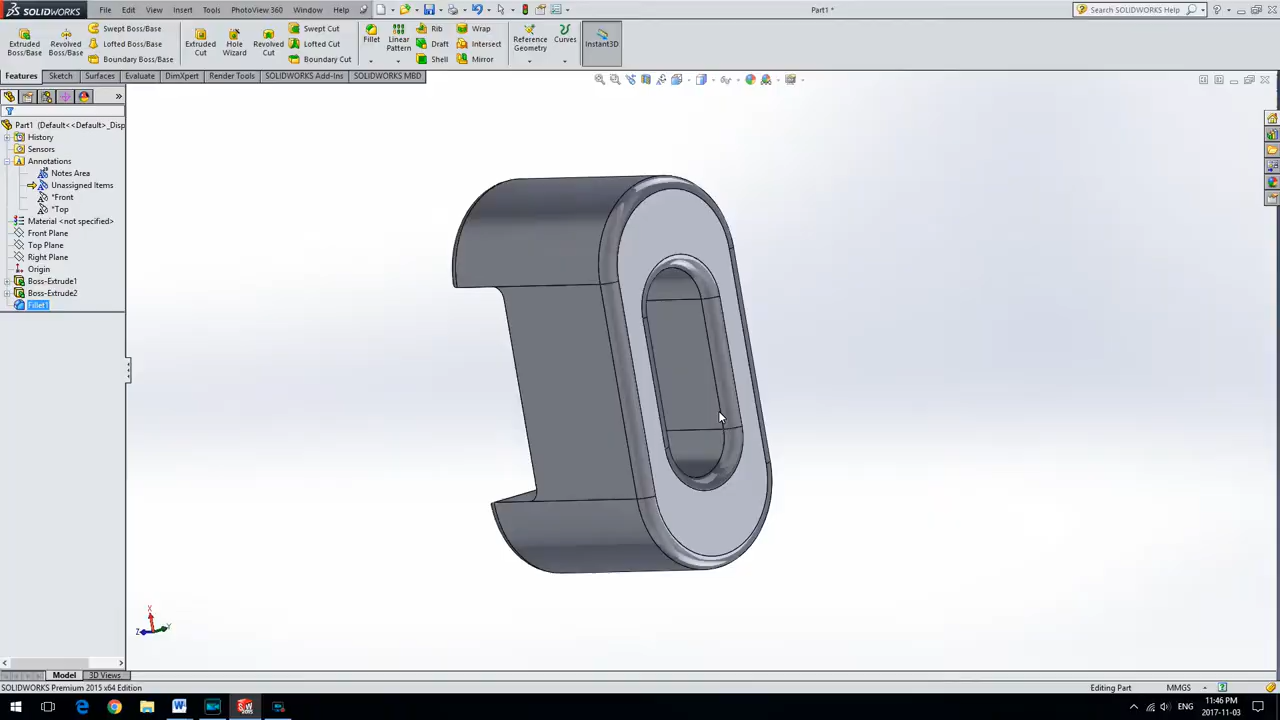 SOLIDWORKS File Edit View Insert Tools PhotoView 360 Window Help Part1 * Search SOLIDWORKS Help
Extruded Boss/Base Revolved Boss/Base Swept Boss/Base Extruded Cut Hole Wizard Revolved Cut Swept Cut Fillet Linear Pattern Rib Wrap Reference Geometry Curves Instant3D
Lofted Boss/Base Lofted Cut Draft Intersect
Boundary Boss/Base Boundary Cut Shell Mirror
Features Sketch Surfaces Evaluate DimXpert Render Tools SOLIDWORKS Add-Ins SOLIDWORKS MBD
Part1 (Default<<Default>_Disp
History
Sensors
Annotations
Notes Area
Unassigned Items
*Front
*Top
Material <not specified>
Front Plane
Top Plane
Right Plane
Origin
Boss-Extrude1
Boss-Extrude2
Fillet1
X
Z Y
Model 3D Views
SOLIDWORKS Premium 2015 x64 Edition Editing Part MMGS
ENG 11:46 PM
2017-11-03